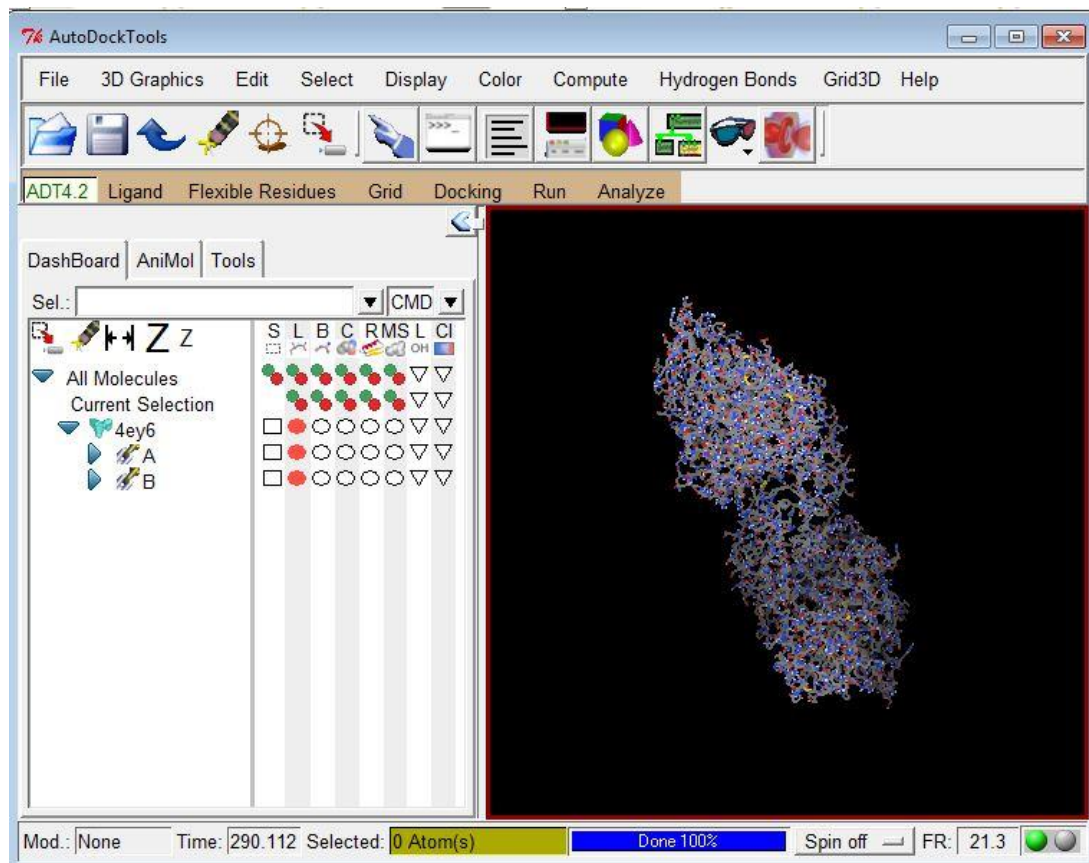 AutoDockTools
File 3D Graphics Edit Select Display Color Compute Hydrogen Bonds Grid3D Help
>>>_
ADT4.2 Ligand Flexible Residues Grid Docking Run Analyze
DashBoard AniMol Tools
Sel.: CMD
Z Z S L B C R MS L Cl
OH
All Molecules
Current Selection
4ey6
A
B
Mod.: None Time: 290.112 Selected: 0 Atom(s) Done 100% Spin off FR: 21.3